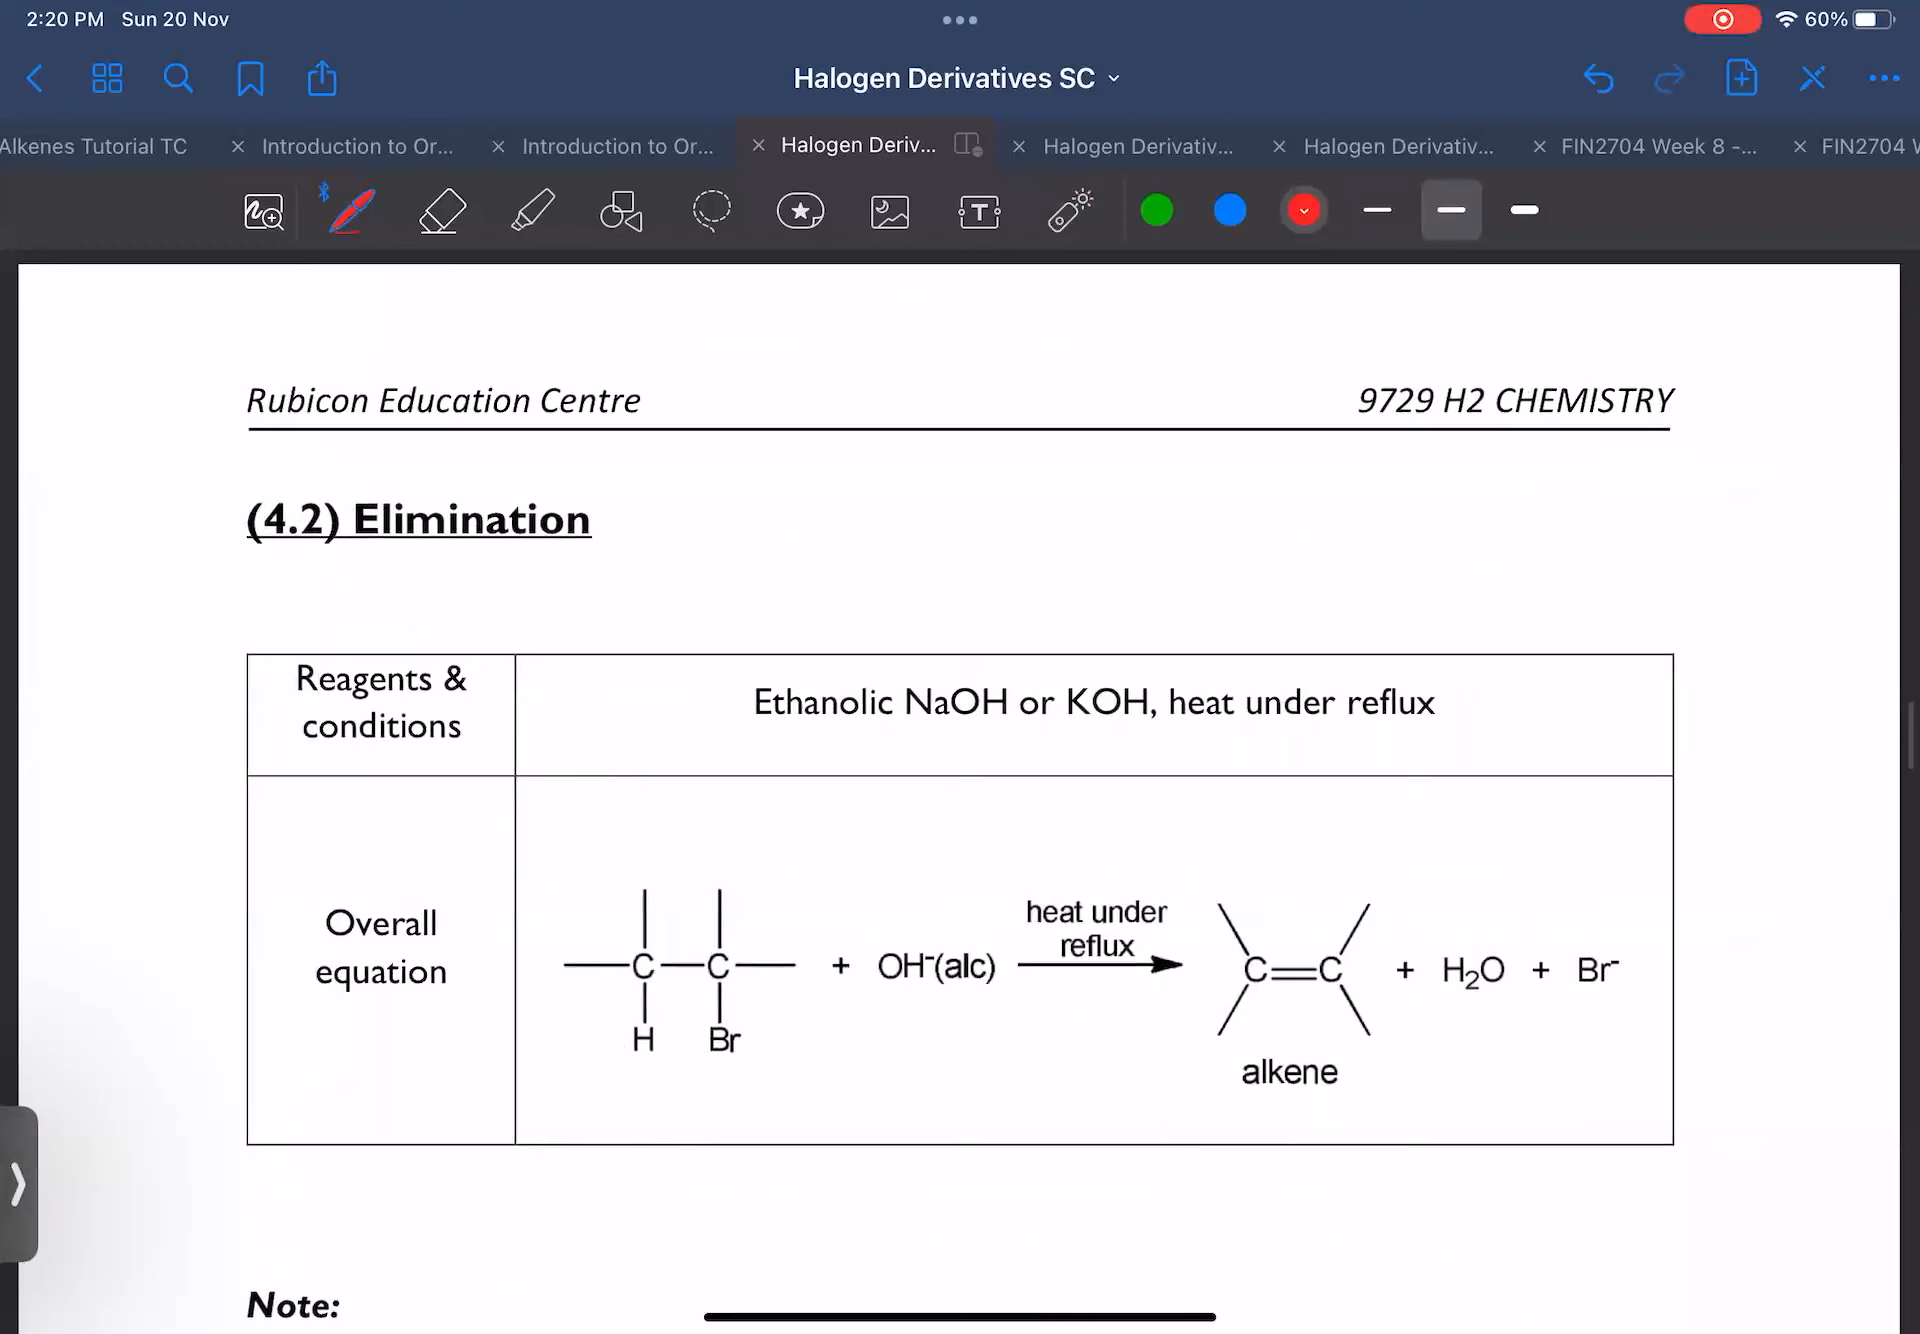 2:20 PM Sun 20 Nov
60%
Halogen Derivatives SC
Alkenes Tutorial TC
Introduction to Or...
Introduction to Or...
Halogen Deriv...
Halogen Derivativ...
Halogen Derivativ...
FIN2704 Week 8 -...
FIN2704
T
Rubicon Education Centre 9729 H2 CHEMISTRY
(4.2) Elimination
Reagents &
conditions
Ethanolic NaOH or KOH, heat under reflux
Overall
equation
heat under
reflux
C C + OH⁻(alc) C=C + H₂O + Br⁻
H Br
alkene
Note: